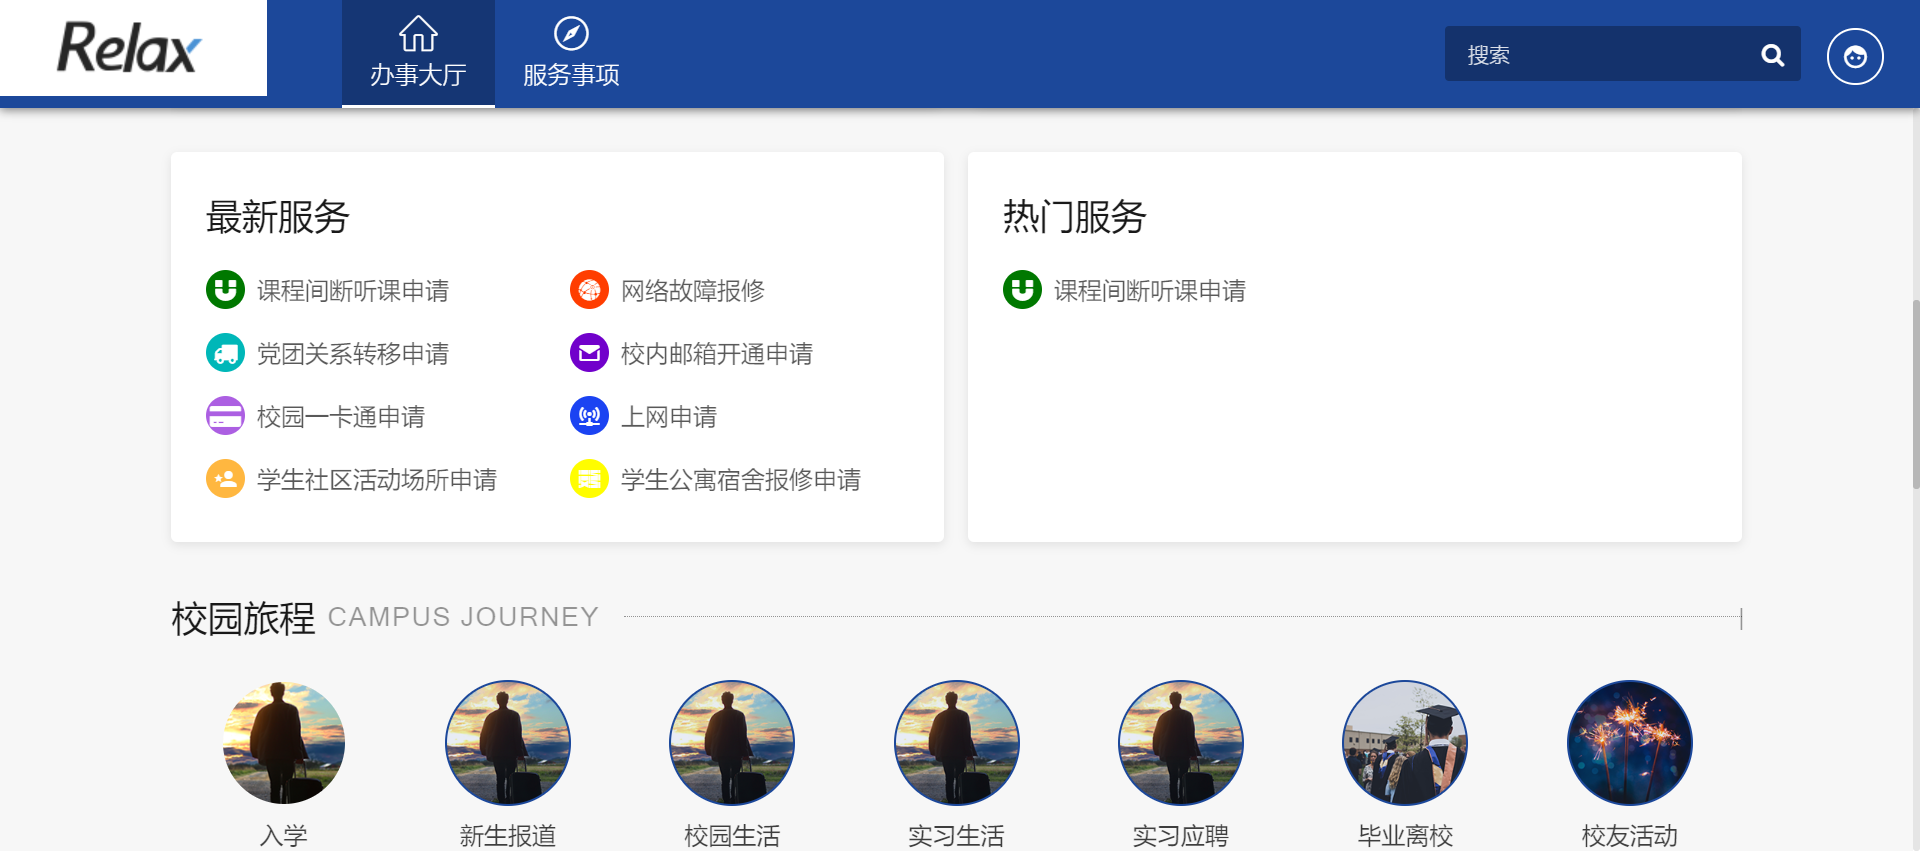 Relax
办事大厅
服务事项
搜索
最新服务
课程间断听课申请
网络故障报修
党团关系转移申请
校内邮箱开通申请
校园一卡通申请
上网申请
学生社区活动场所申请
学生公寓宿舍报修申请
热门服务
课程间断听课申请
校园旅程 CAMPUS JOURNEY
入学
新生报道
校园生活
实习生活
实习应聘
毕业离校
校友活动